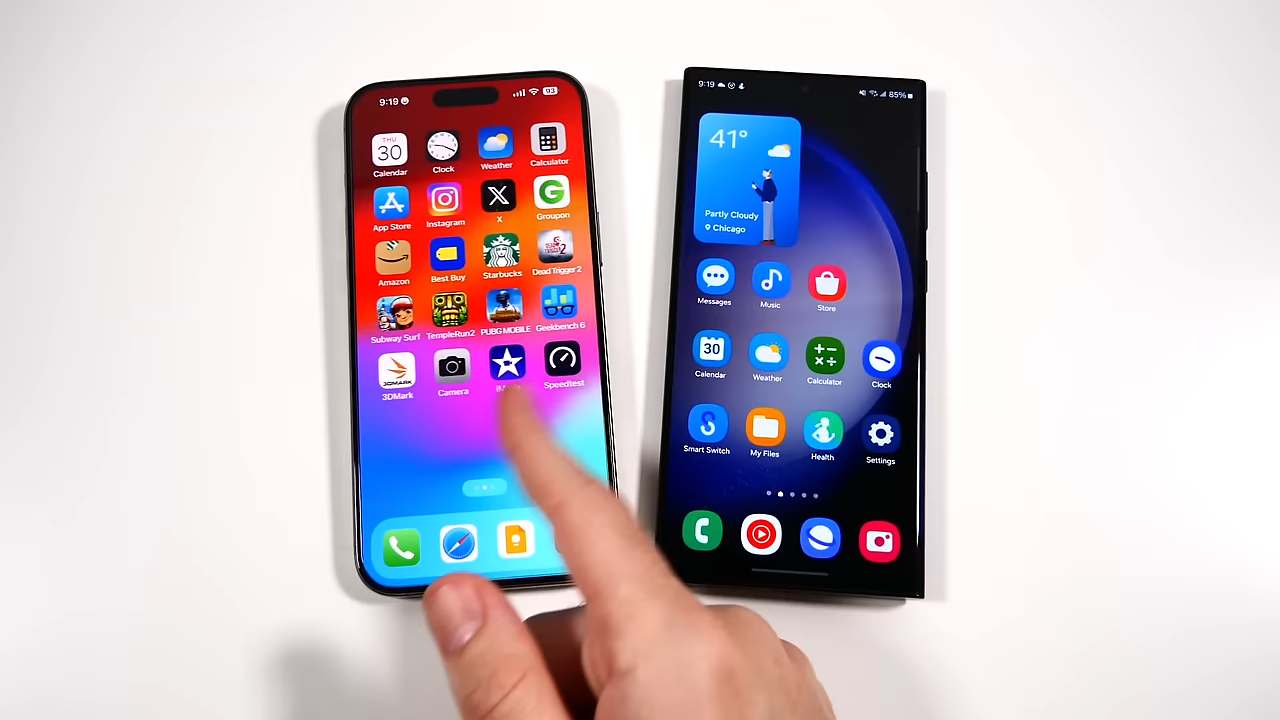 9:19
93
THU
30
Calendar
Clock
Weather
Calculator
App Store
Instagram
X
Groupon
Amazon
Best Buy
Starbucks
Dead Trigger 2
Subway Surf
TempleRun2
PUBG MOBILE
Geekbench 6
3DMARK
3DMark
Camera
Speedtest
9:19
85%
41°
Partly Cloudy
Chicago
Messages
Music
Store
30
Calendar
Weather
Calculator
Clock
Smart Switch
My Files
Health
Settings